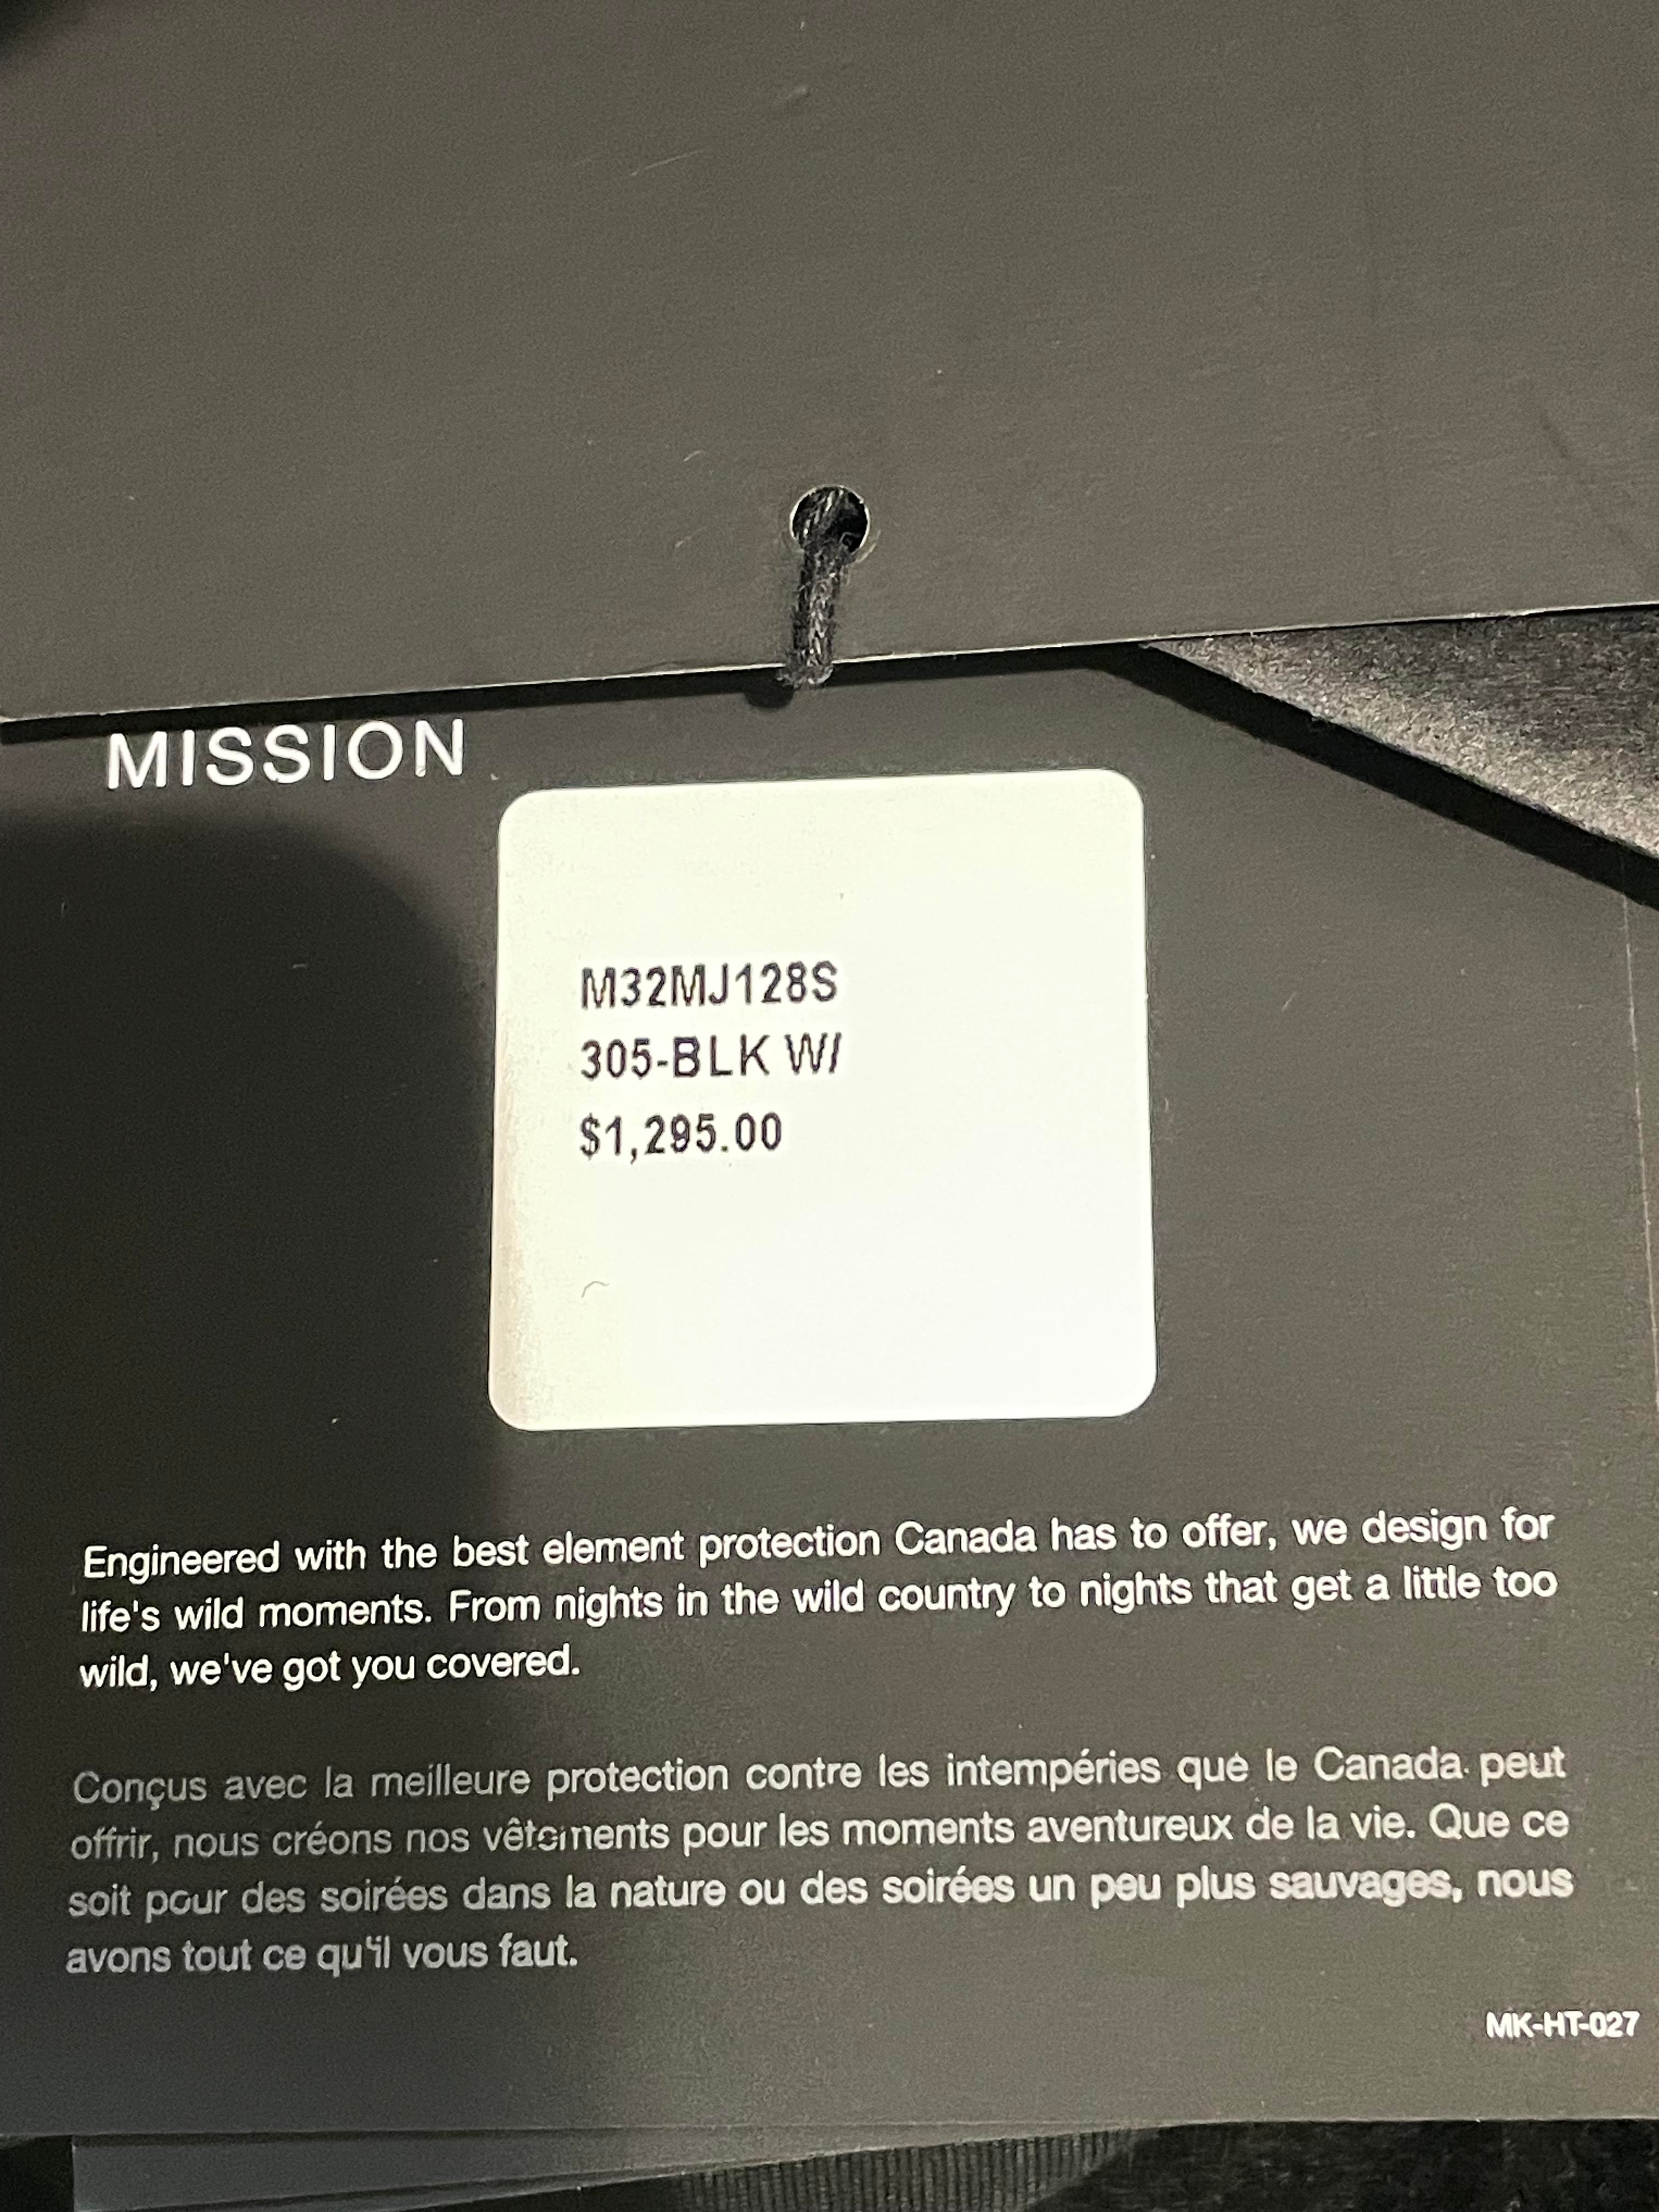 MISSION
M32MJ128S
305-BLK W/
$1,295.00
Engineered with the best element protection Canada has to offer, we design for
life's wild moments. From nights in the wild country to nights that get a little too
wild, we've got you covered.
Conçus avec la meilleure protection contre les intempéries que le Canada peut
offrir, nous créons nos vêtements pour les moments aventureux de la vie. Que ce
soit pour des soirées dans la nature ou des soirées un peu plus sauvages, nous
avons tout ce qu'il vous faut.
MK-HT-027